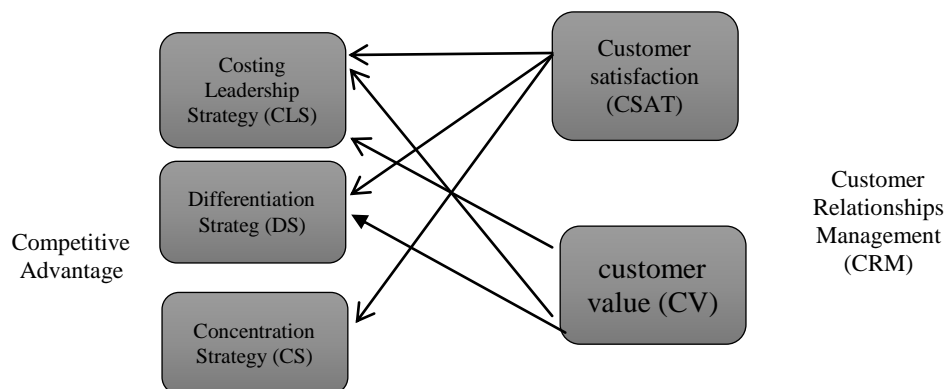 Costing
Leadership
Strategy (CLS)
Differentiation
Strateg (DS)
Concentration
Strategy (CS)
Competitive
Advantage
Customer
satisfaction
(CSAT)
customer
value (CV)
Customer
Relationships
Management
(CRM)